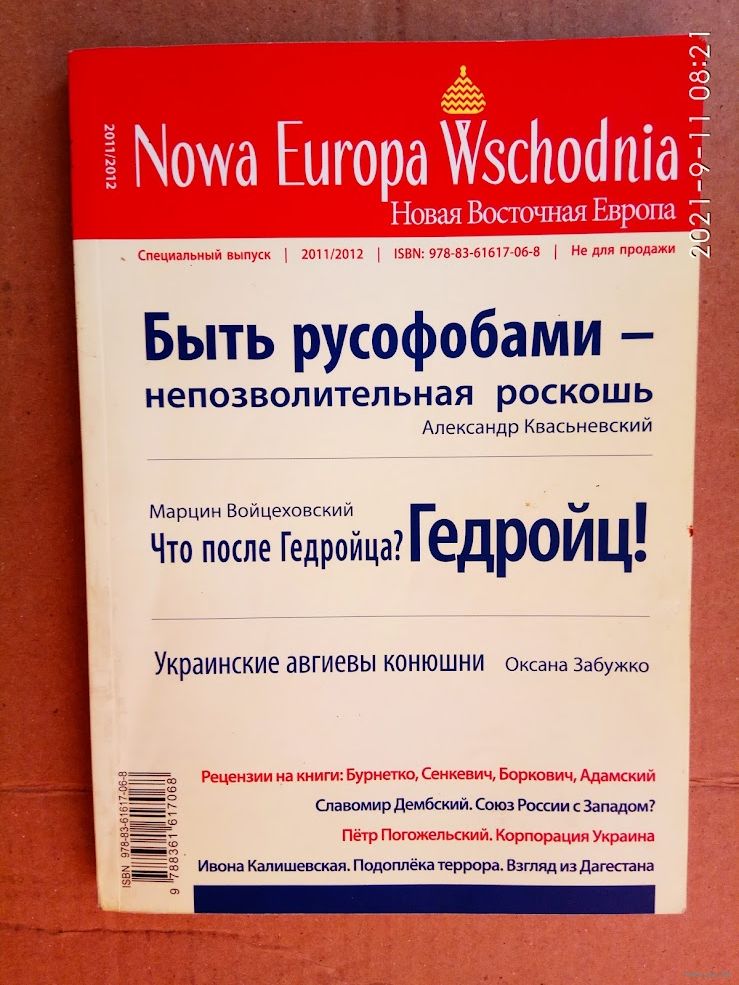 2021-9-11 08:21
2011/2012
Nowa Europa Wschodnia
Новая Восточная Европа
Специальный выпуск | 2011/2012 | ISBN: 978-83-61617-06-8 | Не для продажи
Быть русофобами –
непозволительная роскошь
Александр Квасьневский
Марцин Войцеховский
Что после Гедройца? Гедройц!
Украинские авгиевы конюшни Оксана Забужко
Рецензии на книги: Бурнетко, Сенкевич, Боркович, Адамский
Славомир Дембский. Союз России с Западом?
Пётр Погожельский. Корпорация Украина
Ивона Калишевская. Подоплёка террора. Взгляд из Дагестана
ISBN 978-83-61617-06-8
9 788361 617068